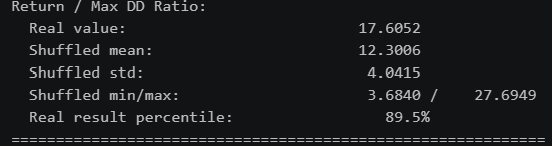 Return / Max DD Ratio:
Real value: 17.6052
Shuffled mean: 12.3006
Shuffled std: 4.0415
Shuffled min/max: 3.6840 / 27.6949
Real result percentile: 89.5%
============================================================